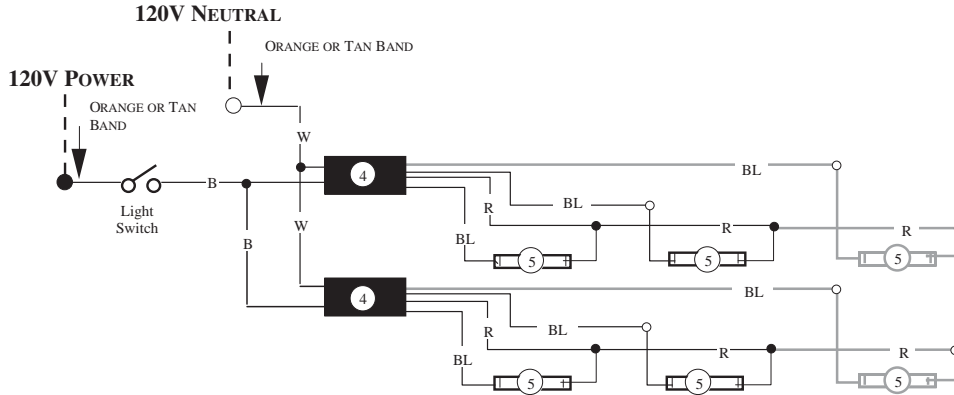 120V NEUTRAL
ORANGE OR TAN BAND
120V POWER
ORANGE OR TAN
BAND
W
4
BL
B
R
BL
R
R
Light
Switch
W
B
BL
5
5
5
4
BL
R
BL
R
R
BL
5
5
5